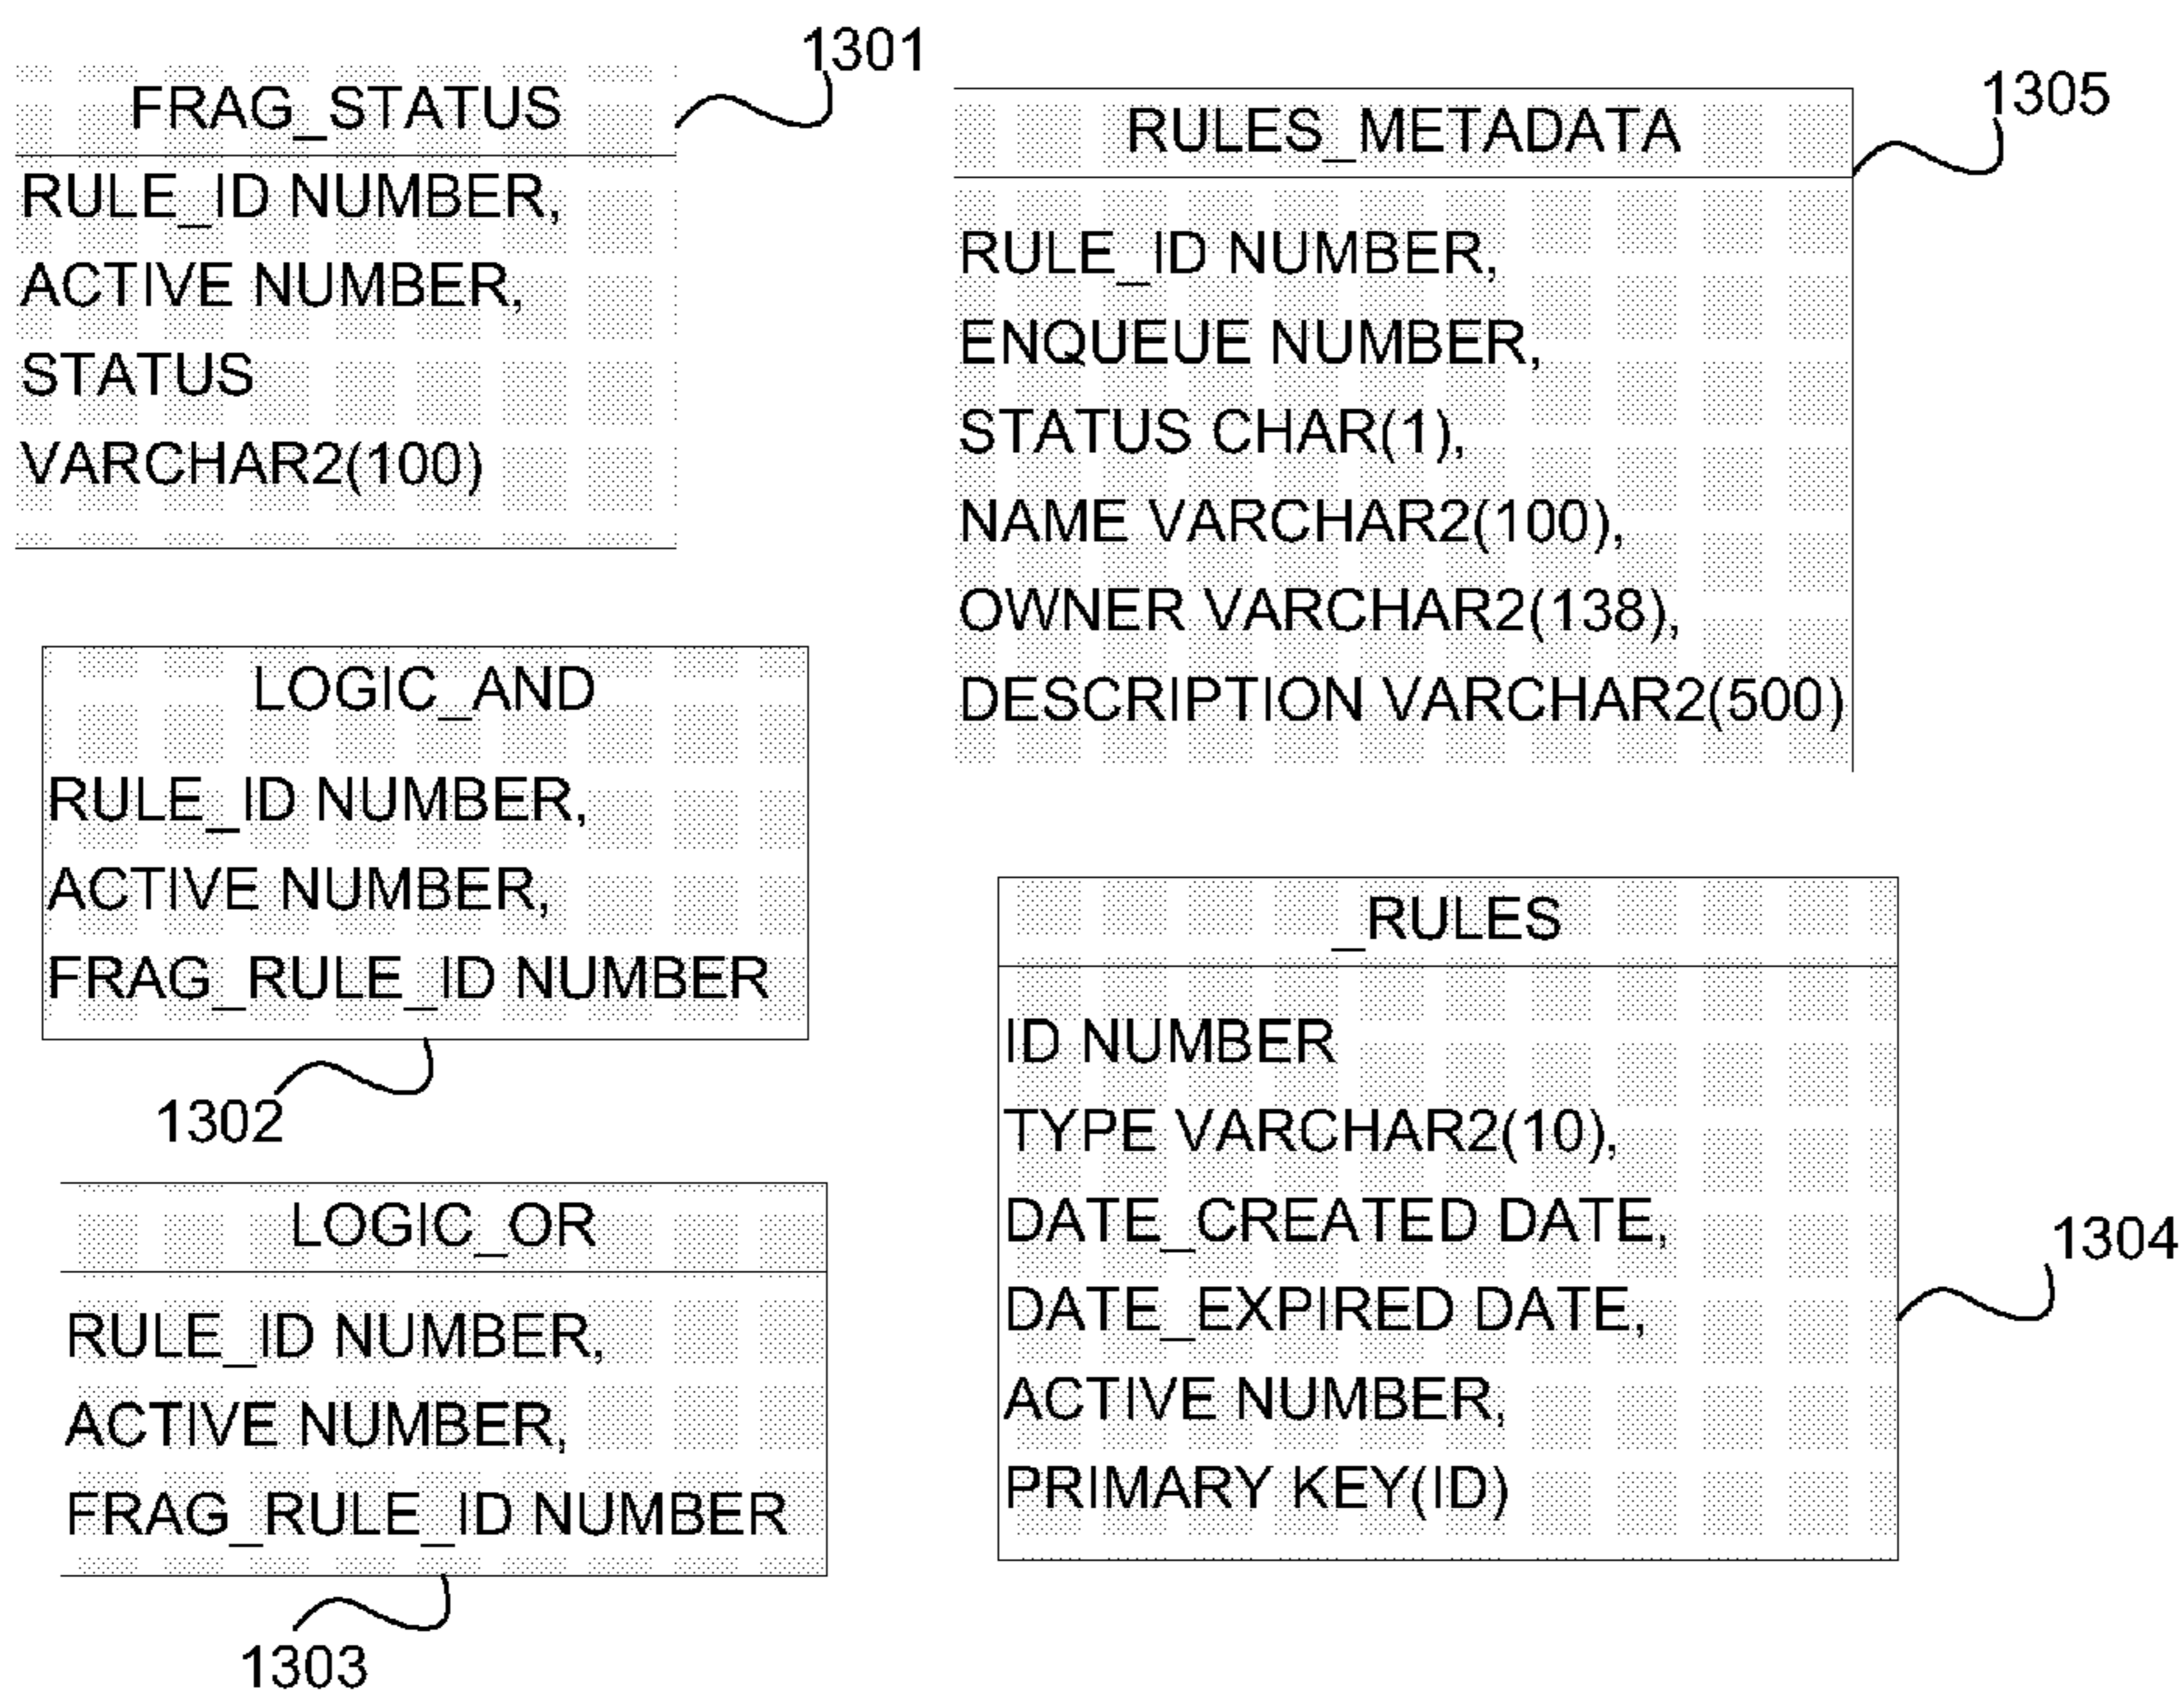 1301
FRAG_STATUS
RULE_ID NUMBER,
ACTIVE NUMBER,
STATUS
VARCHAR2(100)
1305
RULES_METADATA
RULE_ID NUMBER,
ENQUEUE NUMBER,
STATUS CHAR(1),
NAME VARCHAR2(100),
OWNER VARCHAR2(138),
DESCRIPTION VARCHAR2(500)
LOGIC_AND
RULE_ID NUMBER,
ACTIVE NUMBER,
FRAG_RULE_ID NUMBER
1302
LOGIC_OR
RULE_ID NUMBER,
ACTIVE NUMBER,
FRAG_RULE_ID NUMBER
1303
_RULES
ID NUMBER
TYPE VARCHAR2(10),
DATE_CREATED DATE,
DATE_EXPIRED DATE,
ACTIVE NUMBER,
PRIMARY KEY(ID)
1304